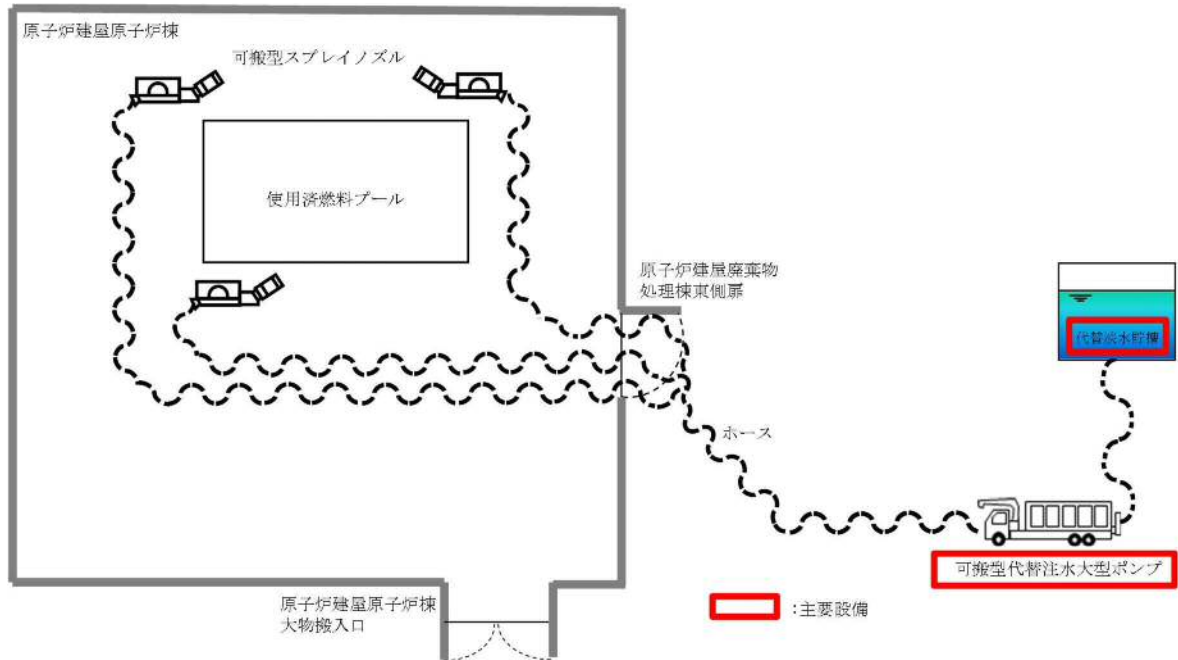 原子炉建屋原子炉棟
可搬型スプレイノズル
使用済燃料プール
原子炉建屋廃棄物
処理棟東側扉
代替淡水貯槽
ホース
可搬型代替注水大型ポンプ
原子炉建屋原子炉棟
大物搬入口
:主要設備